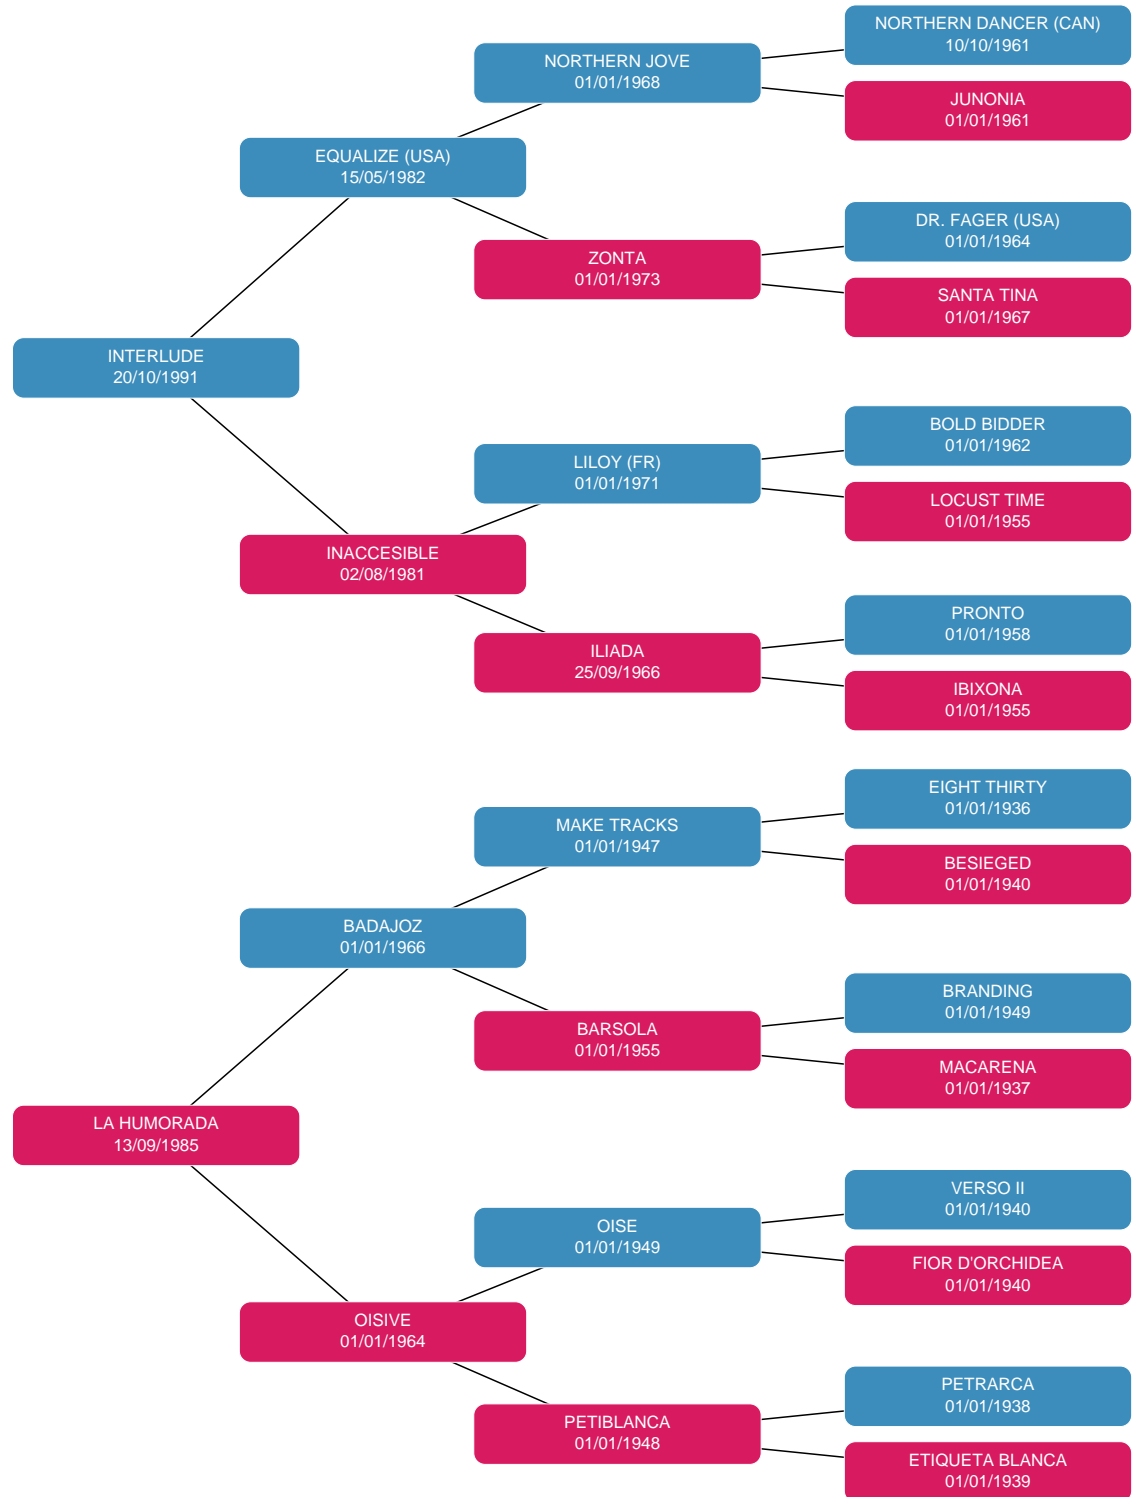 NORTHERN DANCER (CAN)
10/10/1961
NORTHERN JOVE
01/01/1968
JUNONIA
01/01/1961
EQUALIZE (USA)
15/05/1982
DR. FAGER (USA)
01/01/1964
ZONTA
01/01/1973
SANTA TINA
01/01/1967
INTERLUDE
20/10/1991
BOLD BIDDER
01/01/1962
LILOY (FR)
01/01/1971
LOCUST TIME
01/01/1955
INACCESIBLE
02/08/1981
PRONTO
01/01/1958
ILIADA
25/09/1966
IBIXONA
01/01/1955
EIGHT THIRTY
01/01/1936
MAKE TRACKS
01/01/1947
BESIEGED
01/01/1940
BADAJOZ
01/01/1966
BRANDING
01/01/1949
BARSOLA
01/01/1955
MACARENA
01/01/1937
LA HUMORADA
13/09/1985
VERSO II
01/01/1940
OISE
01/01/1949
FIOR D'ORCHIDEA
01/01/1940
OISIVE
01/01/1964
PETRARCA
01/01/1938
PETIBLANCA
01/01/1948
ETIQUETA BLANCA
01/01/1939